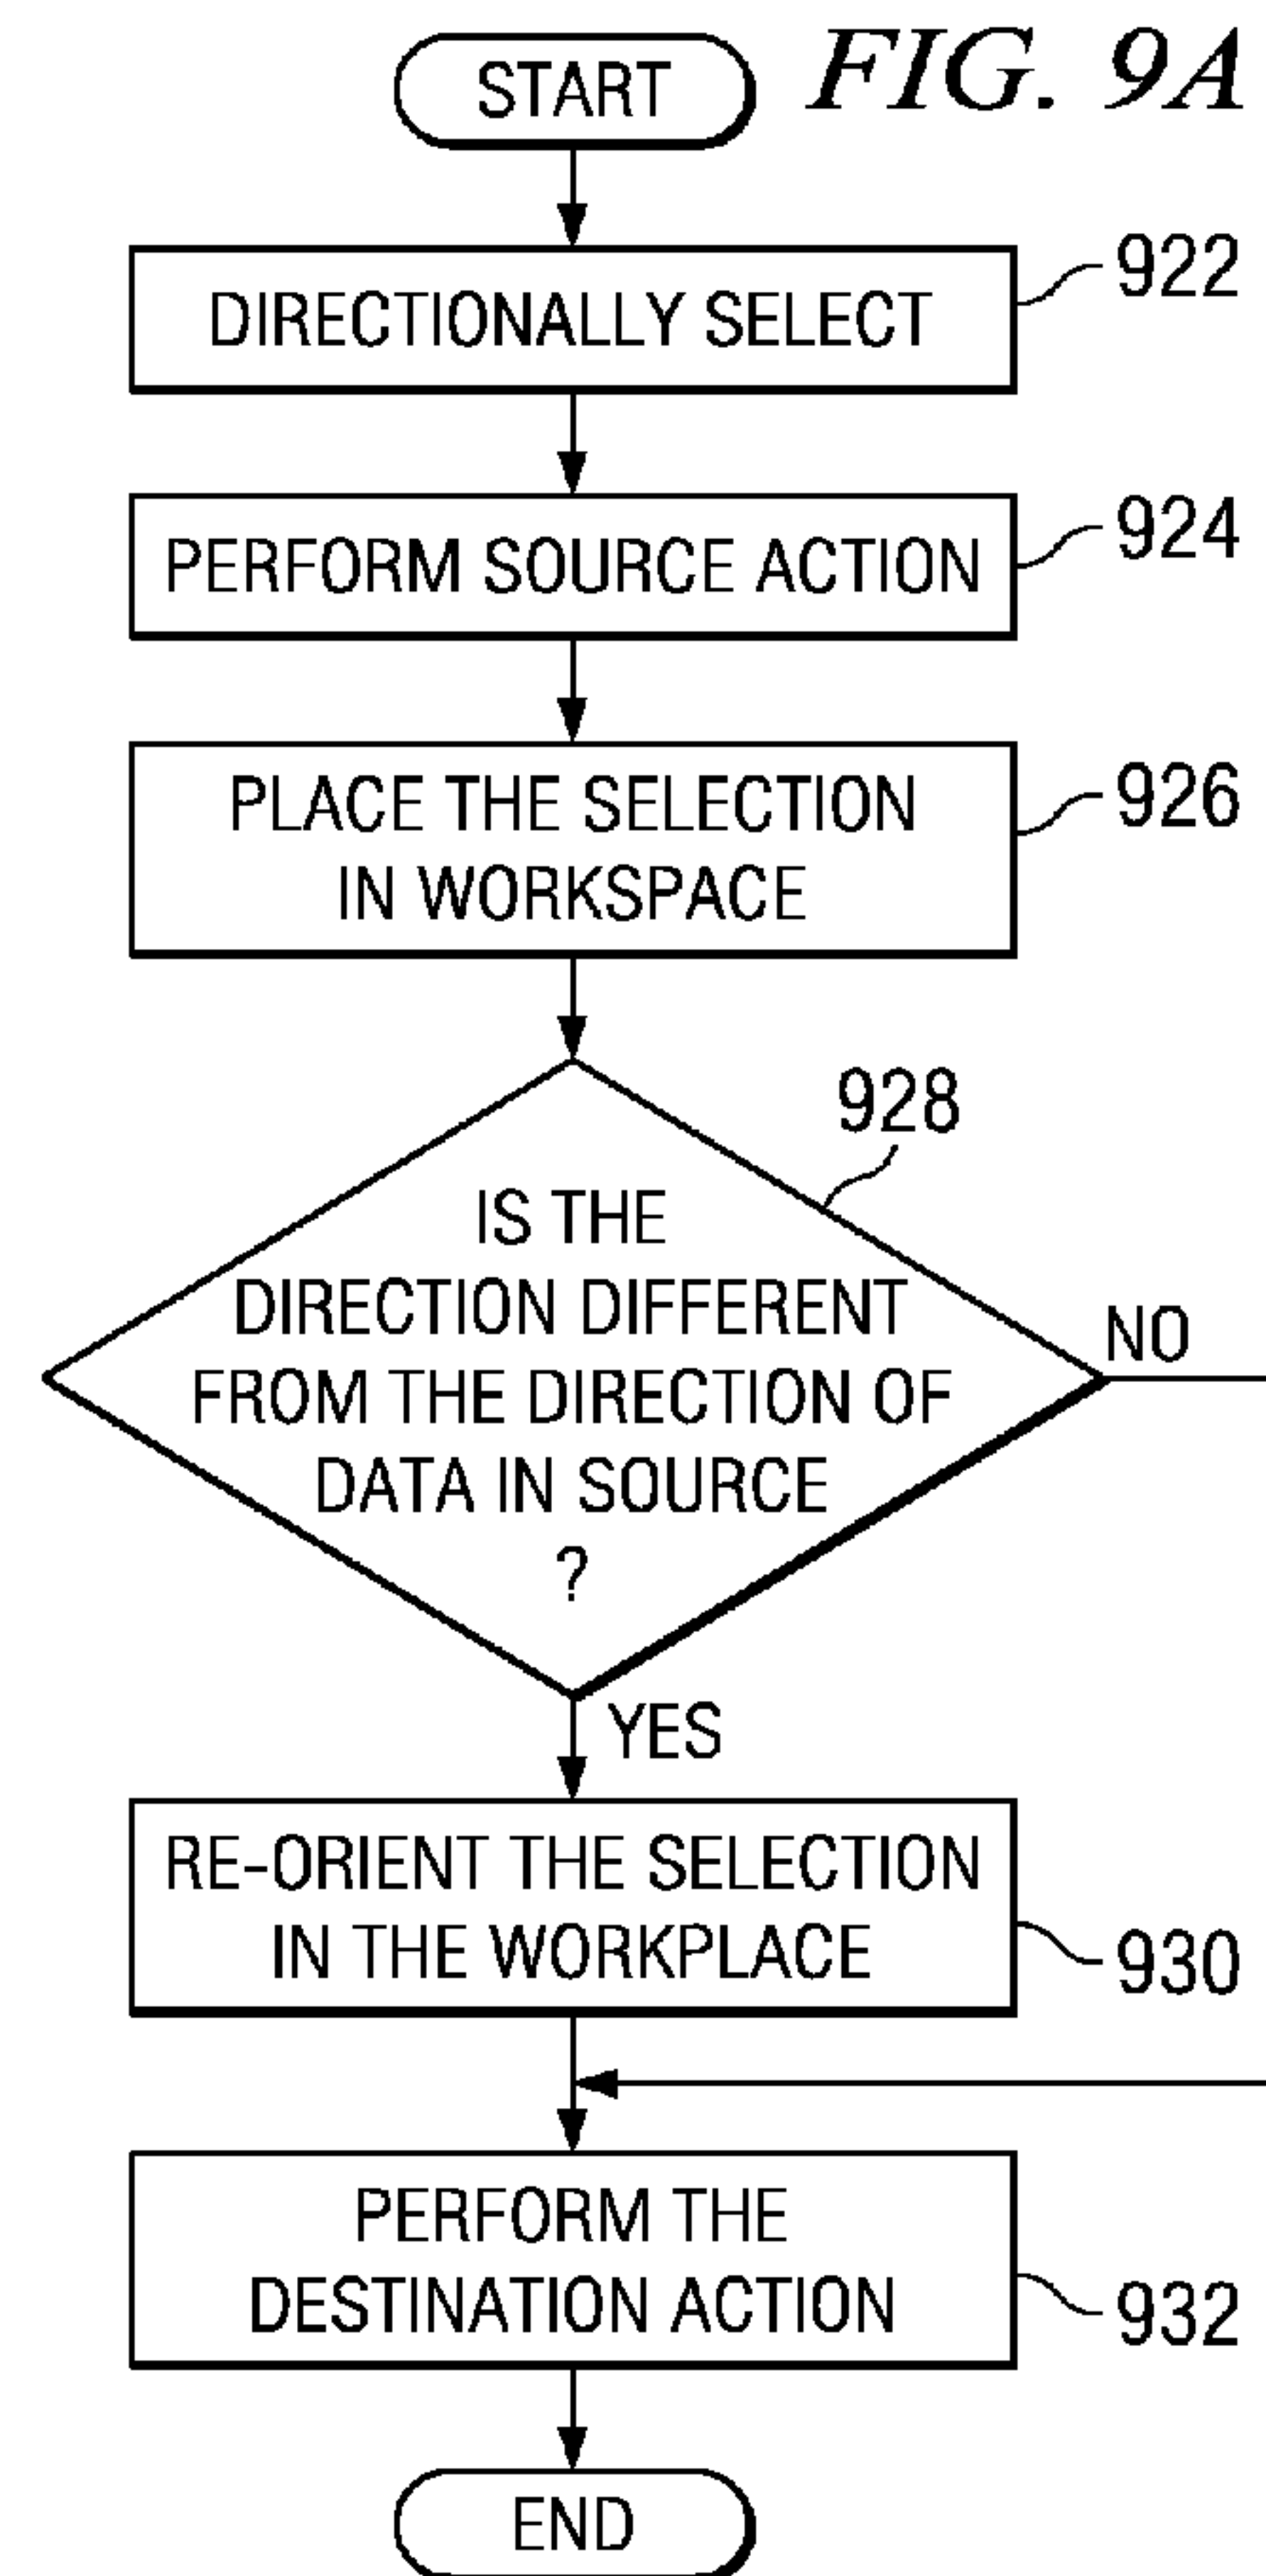 START
FIG. 9A
DIRECTIONALLY SELECT
922
PERFORM SOURCE ACTION
924
PLACE THE SELECTION
IN WORKSPACE
926
928
IS THE
DIRECTION DIFFERENT
FROM THE DIRECTION OF
DATA IN SOURCE
?
NO
YES
RE-ORIENT THE SELECTION
IN THE WORKPLACE
930
PERFORM THE
DESTINATION ACTION
932
END